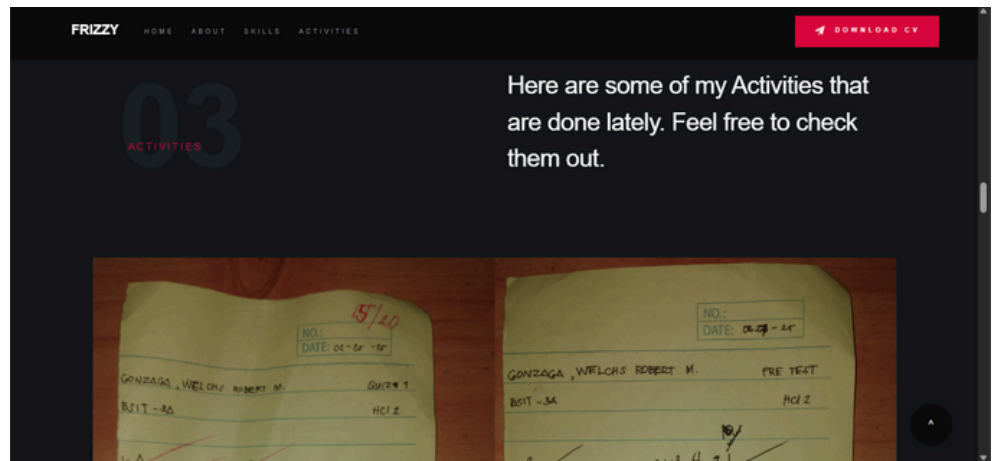 FRIZZY HOME ABOUT SKILLS ACTIVITIES DOWNLOAD CV
03
ACTIVITIES
Here are some of my Activities that
are done lately. Feel free to check
them out.
15/20
NO.:
DATE:
GONZAGA, WELCHS ROBERT M. QUIZ# 1
BSIT - 3A HCI 2
NO.:
DATE:
GONZAGA, WELCHS ROBERT M. PRE TEST
BSIT - 3A HCI 2